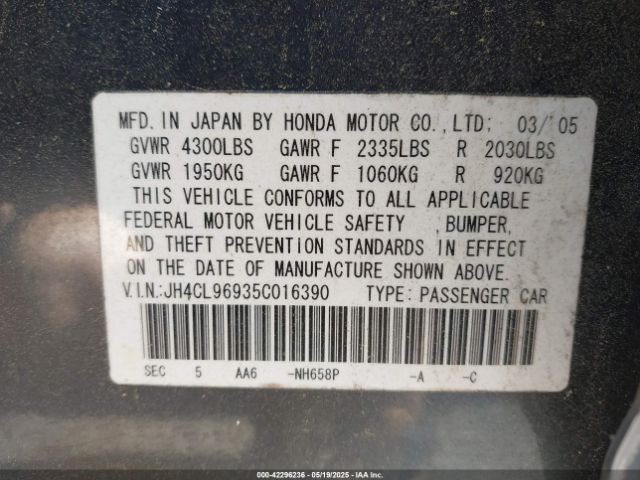 MFD. IN JAPAN BY HONDA MOTOR CO., LTD: 03/'05
GVWR 4300LBS GAWR F 2335LBS R 2030LBS
GVWR 1950KG GAWR F 1060KG R 920KG
THIS VEHICLE CONFORMS TO ALL APPLICABLE
FEDERAL MOTOR VEHICLE SAFETY ,BUMPER,
AND THEFT PREVENTION STANDARDS IN EFFECT
ON THE DATE OF MANUFACTURE SHOWN ABOVE.
V.I.N.:JH4CL96935C016390 TYPE: PASSENGER CAR
SEC 5 AA6 -NH658P -A -C
000-42296236 - 05/19/2025 - IAA Inc.